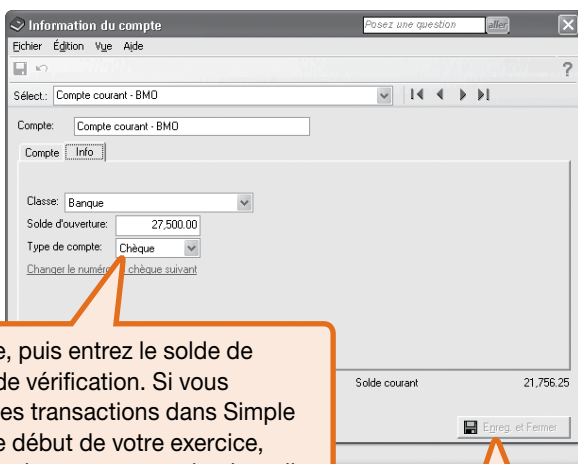 Information du compte
Posez une question aller
Fichier Édition Vue Aide
?
Sélect.: Compte courant - BMO
Compte: Compte courant - BMO
Compte Info
Classe: Banque
Solde d'ouverture: 27,500.00
Type de compte: Chèque
Changer le numéro chèque suivant
e, puis entrez le solde de
de vérification. Si vous
es transactions dans Simple
e début de votre exercice,
Solde courant 21,756.25
Enreg. et Fermer